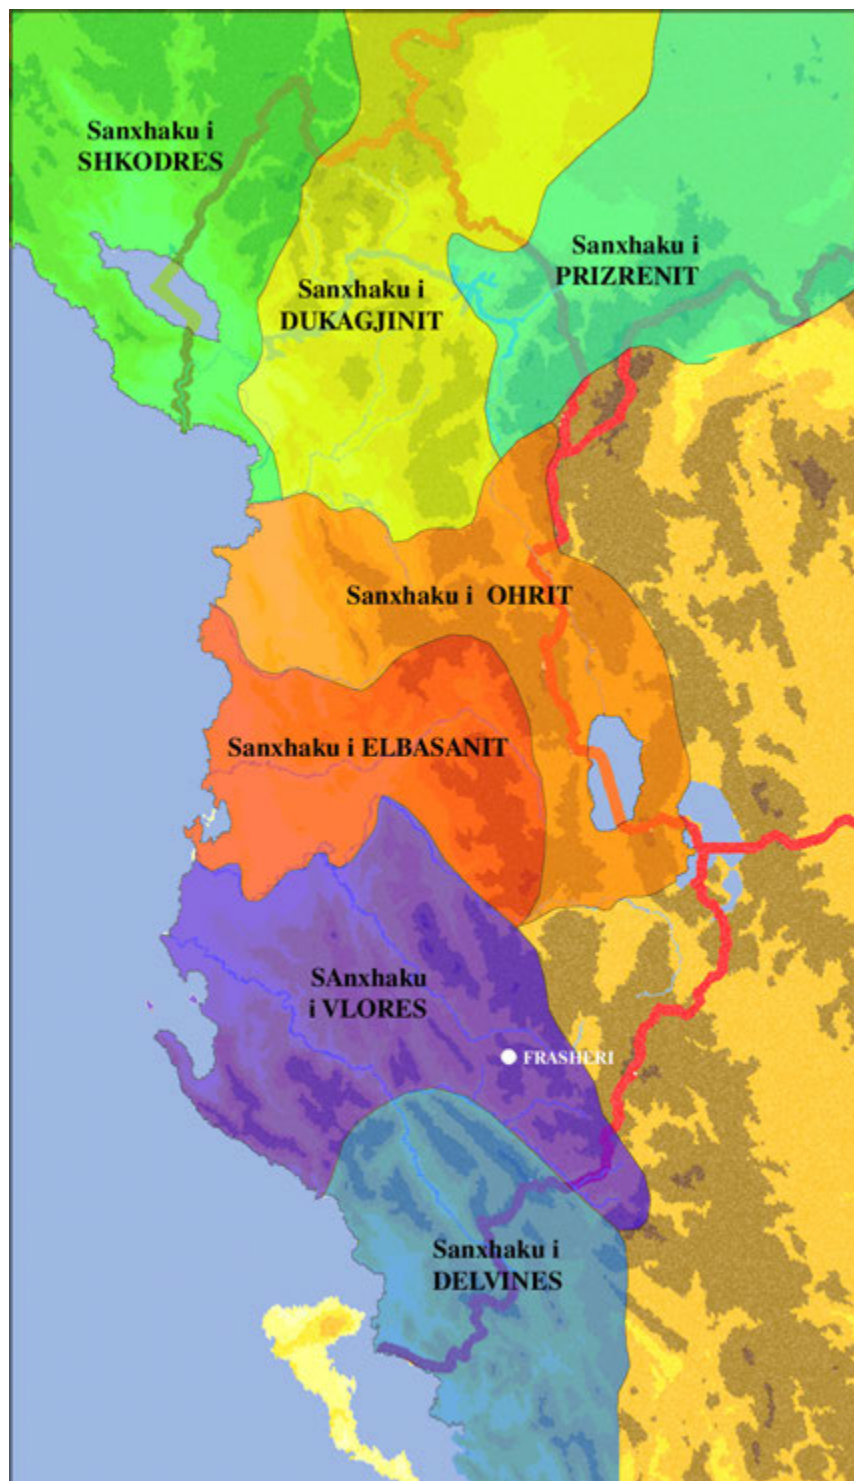 Sanxhaku i
SHKODRES
Sanxhaku i
PRIZRENIT
Sanxhaku i
DUKAGJINIT
Sanxhaku i OHRIT
Sanxhaku i ELBASANIT
SAnxhaku
i VLORES
FRASHERI
Sanxhaku i
DELVINES